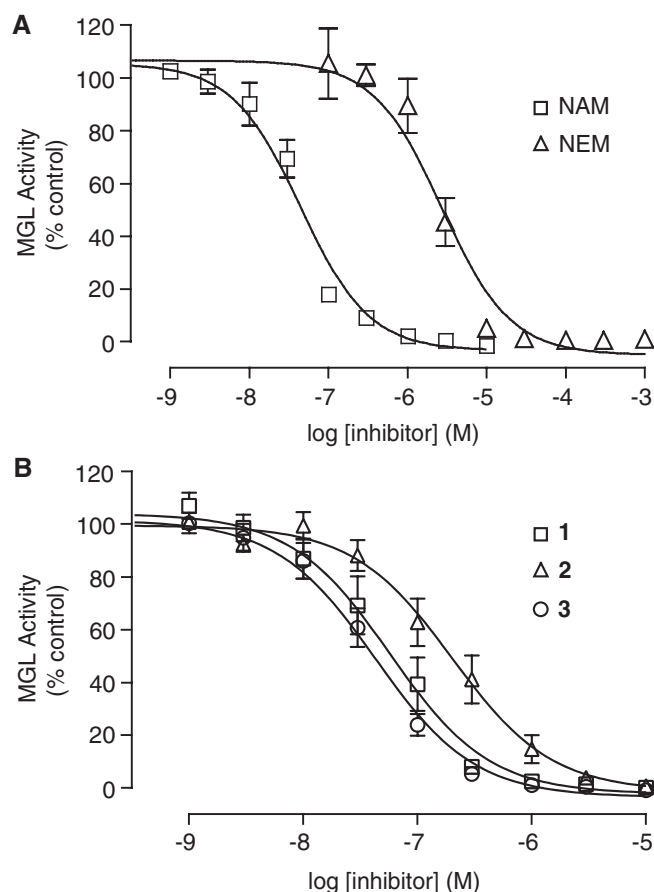 A
120
100
80
60
40
20
0
MGL Activity
(% control)
NAM
NEM
-9
-8
-7
-6
-5
-4
-3
log [inhibitor] (M)
B
120
100
80
60
40
20
0
MGL Activity
(% control)
1
2
3
-9
-8
-7
-6
-5
log [inhibitor] (M)